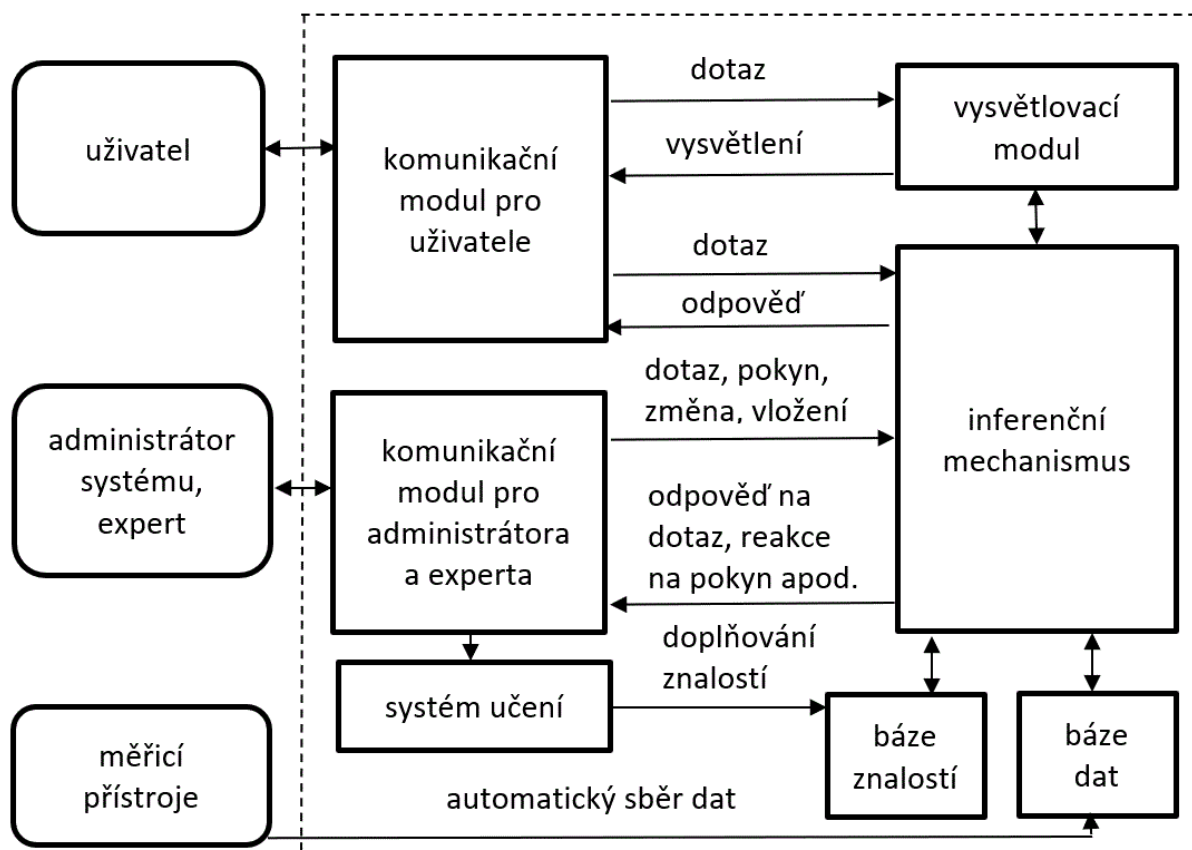 uživatel
komunikační
modul pro
uživatele
dotaz
vysvětlení
vysvětlovací
modul
dotaz
odpověď
administrátor
systému,
expert
komunikační
modul pro
administrátora
a experta
dotaz, pokyn,
změna, vložení
odpověď na
dotaz, reakce
na pokyn apod.
inferenční
mechanismus
systém učení
doplňování
znalostí
báze
znalostí
báze
dat
měřicí
přístroje
automatický sběr dat